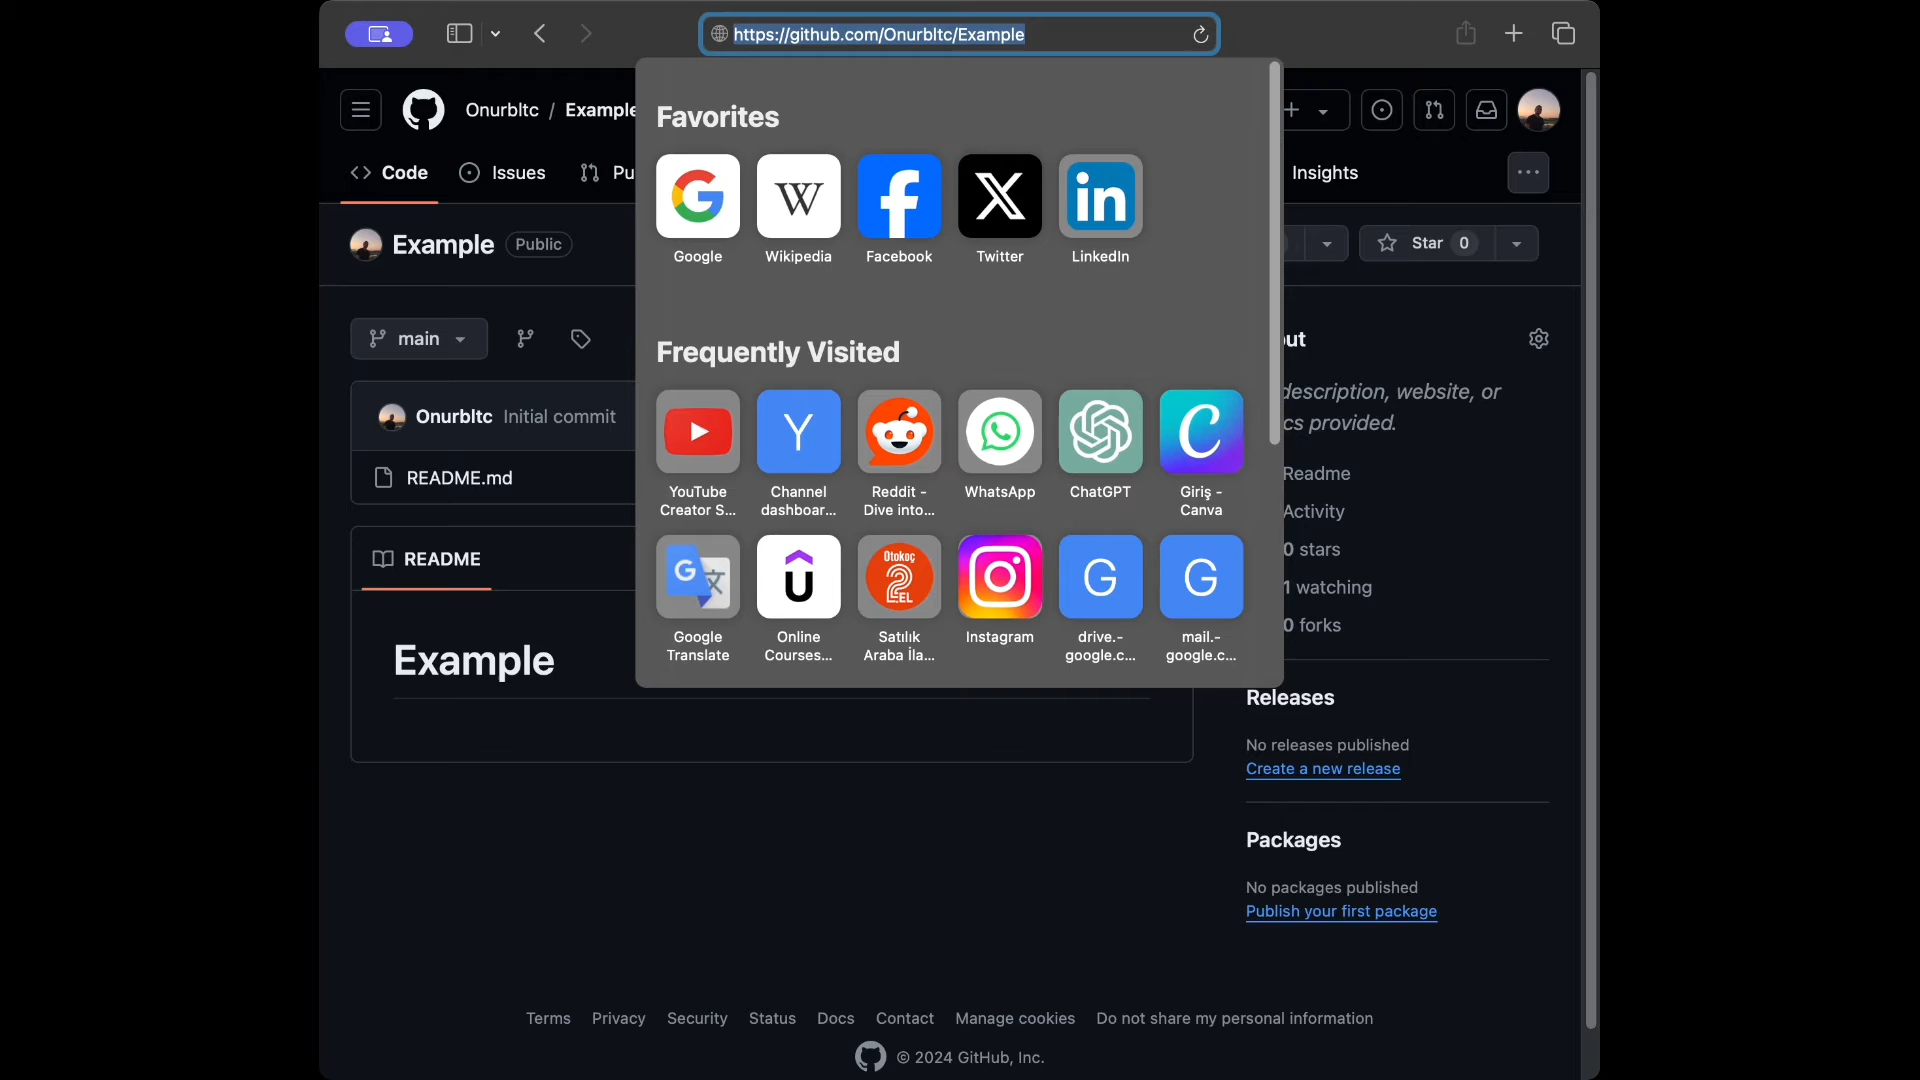 https://github.com/Onurbltc/Example
Onurbltc / Example
Code
Issues
Pu
Insights
Example
Public
Star 0
Favorites
Google
Wikipedia
Facebook
Twitter
LinkedIn
Frequently Visited
YouTube
Creator S...
Channel
dashboar...
Reddit -
Dive into...
WhatsApp
ChatGPT
Giriş -
Canva
Google
Translate
Online
Courses...
Satılık
Araba İla...
Instagram
drive.-
google.c...
mail.-
google.c...
main
Onurbltc Initial commit
README.md
README
Example
ut
description, website, or
cs provided.
Readme
Activity
0 stars
1 watching
0 forks
Releases
No releases published
Create a new release
Packages
No packages published
Publish your first package
Terms
Privacy
Security
Status
Docs
Contact
Manage cookies
Do not share my personal information
© 2024 GitHub, Inc.
W
X
in
Y
C
G
Otokoç
2
EL
G
G